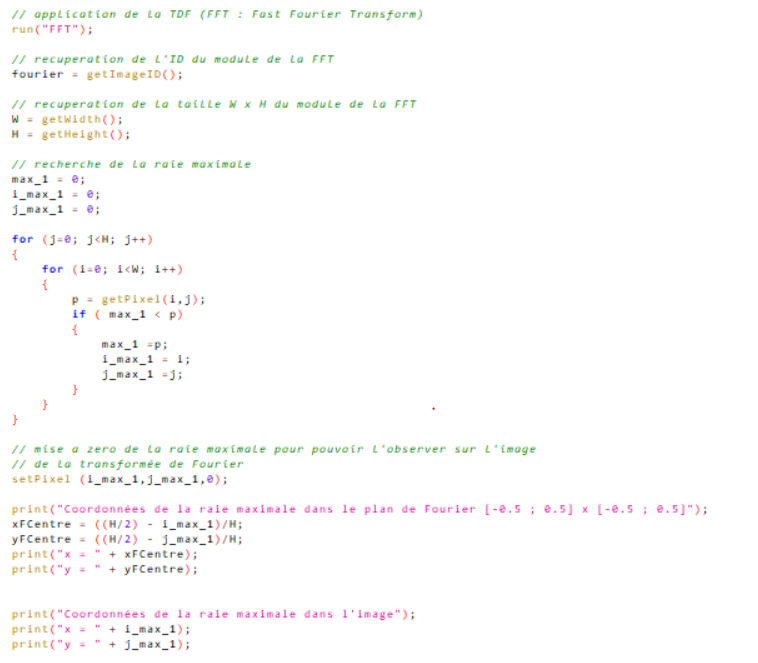 // application de la TDF (FFT : Fast Fourier Transform)
run("FFT");
// recuperation de l'ID du module de la FFT
fourier = getImageID();
// recuperation de la taille W x H du module de la FFT
W = getWidth();
H = getHeight();
// recherche de la raie maximale
max_1 = 0;
i_max_1 = 0;
j_max_1 = 0;
for (j=0; j<H; j++)
{
for (i=0; i<W; i++)
{
p = getPixel(i,j);
if ( max_1 < p)
{
max_1 =p;
i_max_1 = i;
j_max_1 =j;
}
}
}
// mise a zero de la raie maximale pour pouvoir l'observer sur l'image
// de la transformée de Fourier
setPixel (i_max_1,j_max_1,0);
print("Coordonnées de la raie maximale dans le plan de Fourier [-0.5 ; 0.5] x [-0.5 ; 0.5]");
xFCentre = ((H/2) - i_max_1)/H;
yFCentre = ((H/2) - j_max_1)/H;
print("x = " + xFCentre);
print("y = " + yFCentre);
print("Coordonnées de la raie maximale dans l'image");
print("x = " + i_max_1);
print("y = " + j_max_1);